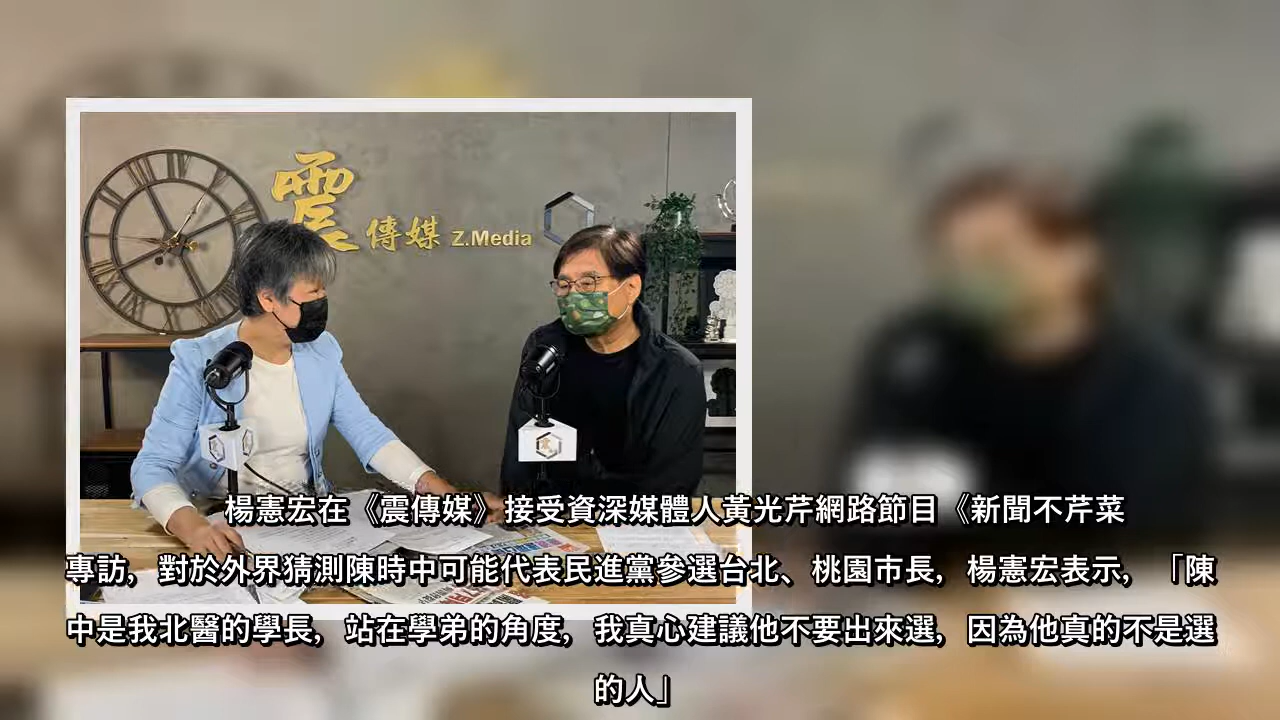 震傳媒 Z.Media
楊憲宏在《震傳媒》接受資深媒體人黃光芹網路節目《新聞不芹菜
專訪，對於外界猜測陳時中可能代表民進黨參選台北、桃園市長，楊憲宏表示，「陳
中是我北醫的學長，站在學弟的角度，我真心建議他不要出來選，因為他真的不是選
的人」